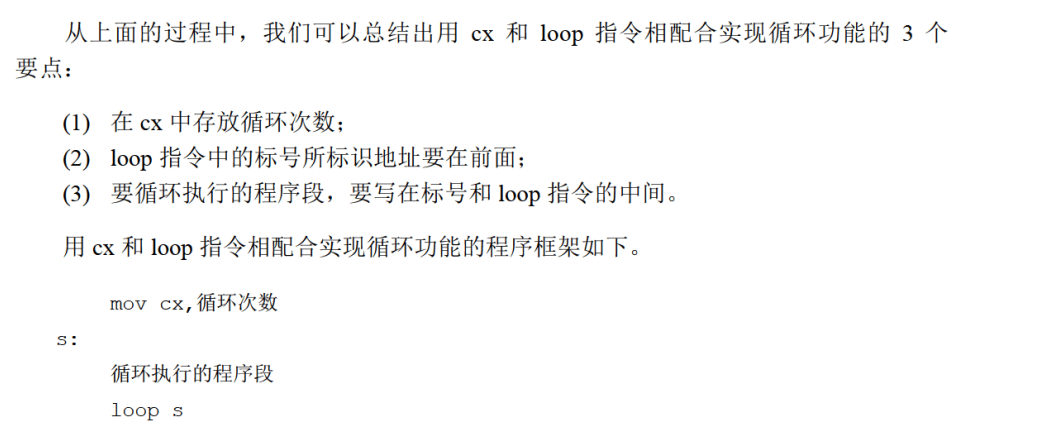 从上面的过程中，我们可以总结出用 cx 和 loop 指令相配合实现循环功能的 3 个
要点：
(1) 在 cx 中存放循环次数；
(2) loop 指令中的标号所标识地址要在前面；
(3) 要循环执行的程序段，要写在标号和 loop 指令的中间。
用 cx 和 loop 指令相配合实现循环功能的程序框架如下。
mov cx,循环次数
s:
循环执行的程序段
loop s